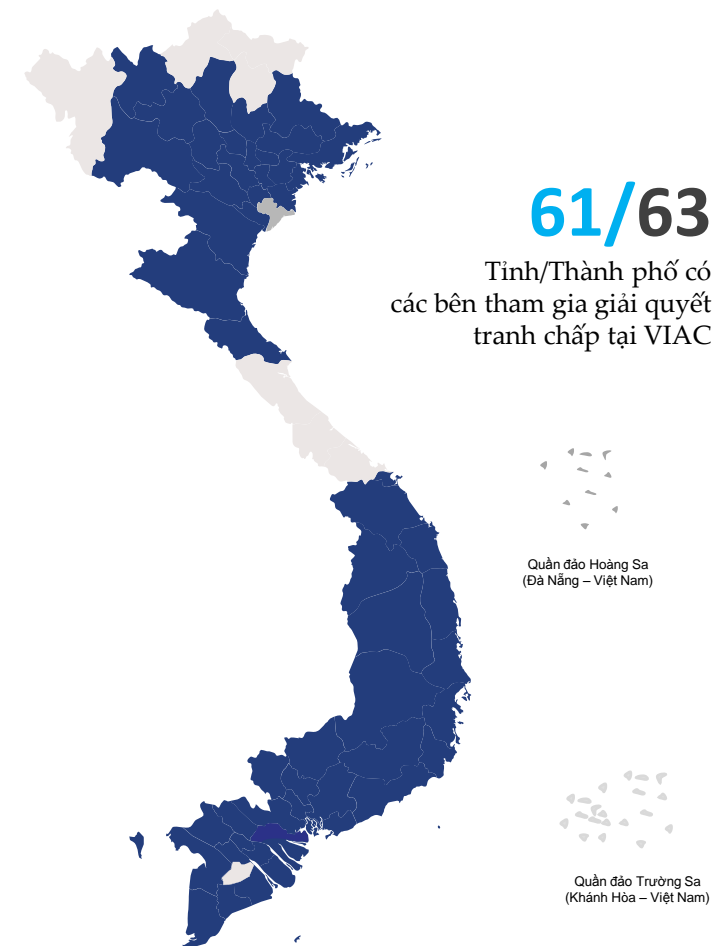 61/63
Tỉnh/Thành phố có
các bên tham gia giải quyết
tranh chấp tại VIAC
Quần đảo Hoàng Sa
(Đà Nẵng – Việt Nam)
Quần đảo Trường Sa
(Khánh Hòa – Việt Nam)